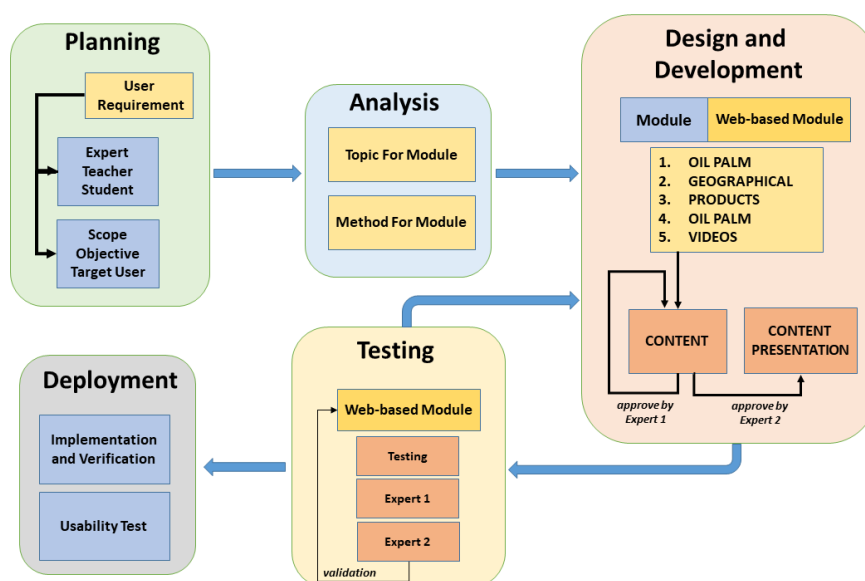 Planning
User
Requirement
Expert
Teacher
Student
Scope
Objective
Target User
Analysis
Topic For Module
Method For Module
Design and
Development
Module
Web-based Module
1. OIL PALM
2. GEOGRAPHICAL
3. PRODUCTS
4. OIL PALM
5. VIDEOS
CONTENT
CONTENT
PRESENTATION
approve by
Expert 1
approve by
Expert 2
Testing
Web-based Module
Testing
Expert 1
Expert 2
validation
Deployment
Implementation
and Verification
Usability Test